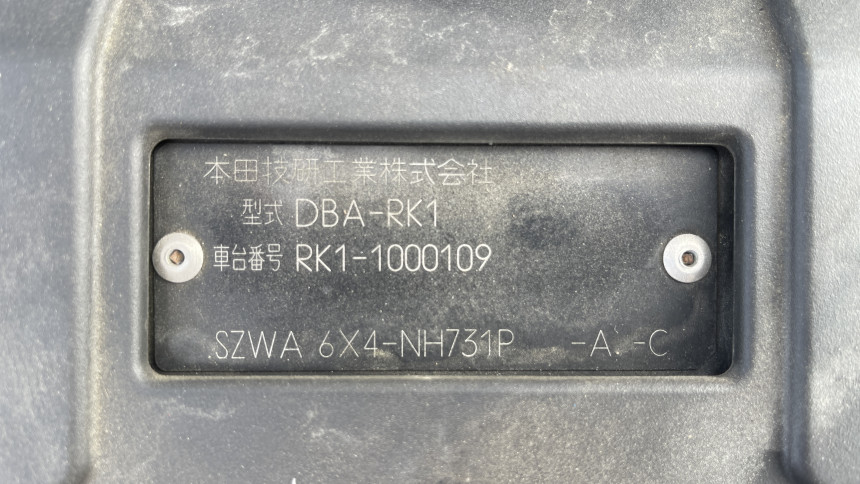 本田技研工業株式会社
型式 DBA-RK1
車台番号 RK1-1000109
SZWA 6X4-NH731P -A -C